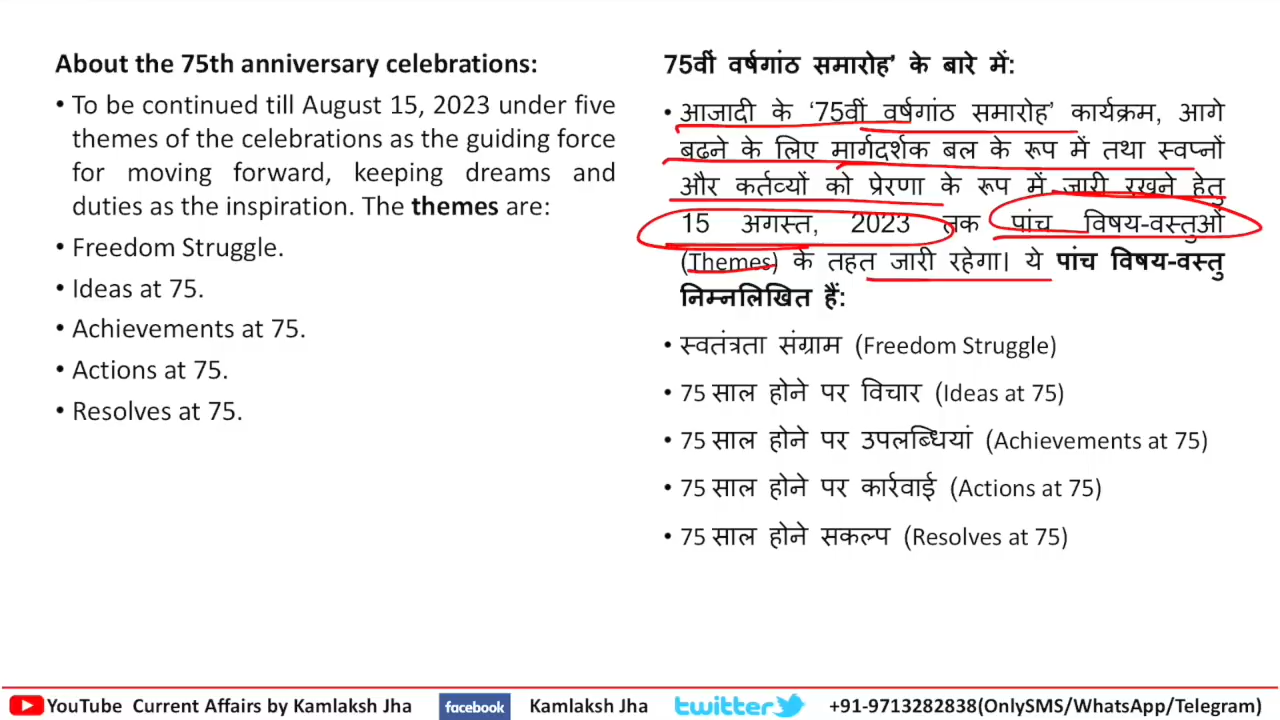 About the 75th anniversary celebrations:
• To be continued till August 15, 2023 under five
themes of the celebrations as the guiding force
for moving forward, keeping dreams and
duties as the inspiration. The themes are:
• Freedom Struggle.
• Ideas at 75.
• Achievements at 75.
• Actions at 75.
• Resolves at 75.
75वीं वर्षगांठ समारोह’ के बारे में:
• आजादी के ‘75वीं वर्षगांठ समारोह’ कार्यक्रम, आगे
बढने के लिए मार्गदर्शक बल के रूप में तथा स्वप्नों
और कर्तव्यों को प्रेरणा के रूप में जारी रखने हेतु
15 अगस्त, 2023 तक पांच विषय-वस्तुओं
(Themes) के तहत जारी रहेगा। ये पांच विषय-वस्तु
निम्नलिखित हैं:
• स्वतंत्रता संग्राम (Freedom Struggle)
• 75 साल होने पर विचार (Ideas at 75)
• 75 साल होने पर उपलब्धियां (Achievements at 75)
• 75 साल होने पर कार्रवाई (Actions at 75)
• 75 साल होने सकल्प (Resolves at 75)
YouTube Current Affairs by Kamlaksh Jha facebook Kamlaksh Jha twitter +91-9713282838(OnlySMS/WhatsApp/Telegram)